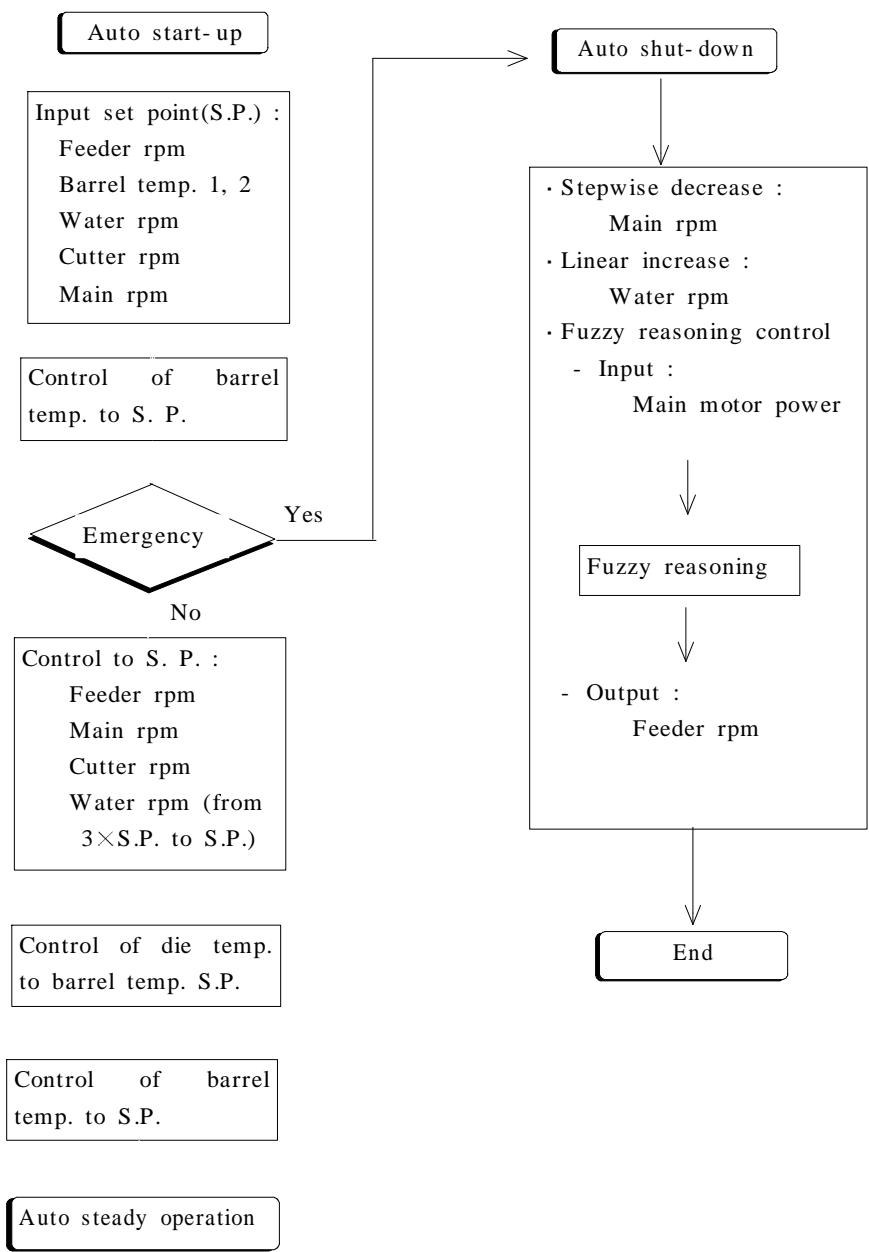 Auto start-up
Input set point(S.P.) :
Feeder rpm
Barrel temp. 1, 2
Water rpm
Cutter rpm
Main rpm
Control of barrel
temp. to S. P.
Emergency
Yes
No
Control to S. P. :
Feeder rpm
Main rpm
Cutter rpm
Water rpm (from
3×S.P. to S.P.)
Control of die temp.
to barrel temp. S.P.
Control of barrel
temp. to S.P.
Auto steady operation
Auto shut-down
· Stepwise decrease :
Main rpm
· Linear increase :
Water rpm
· Fuzzy reasoning control
- Input :
Main motor power
Fuzzy reasoning
- Output :
Feeder rpm
End